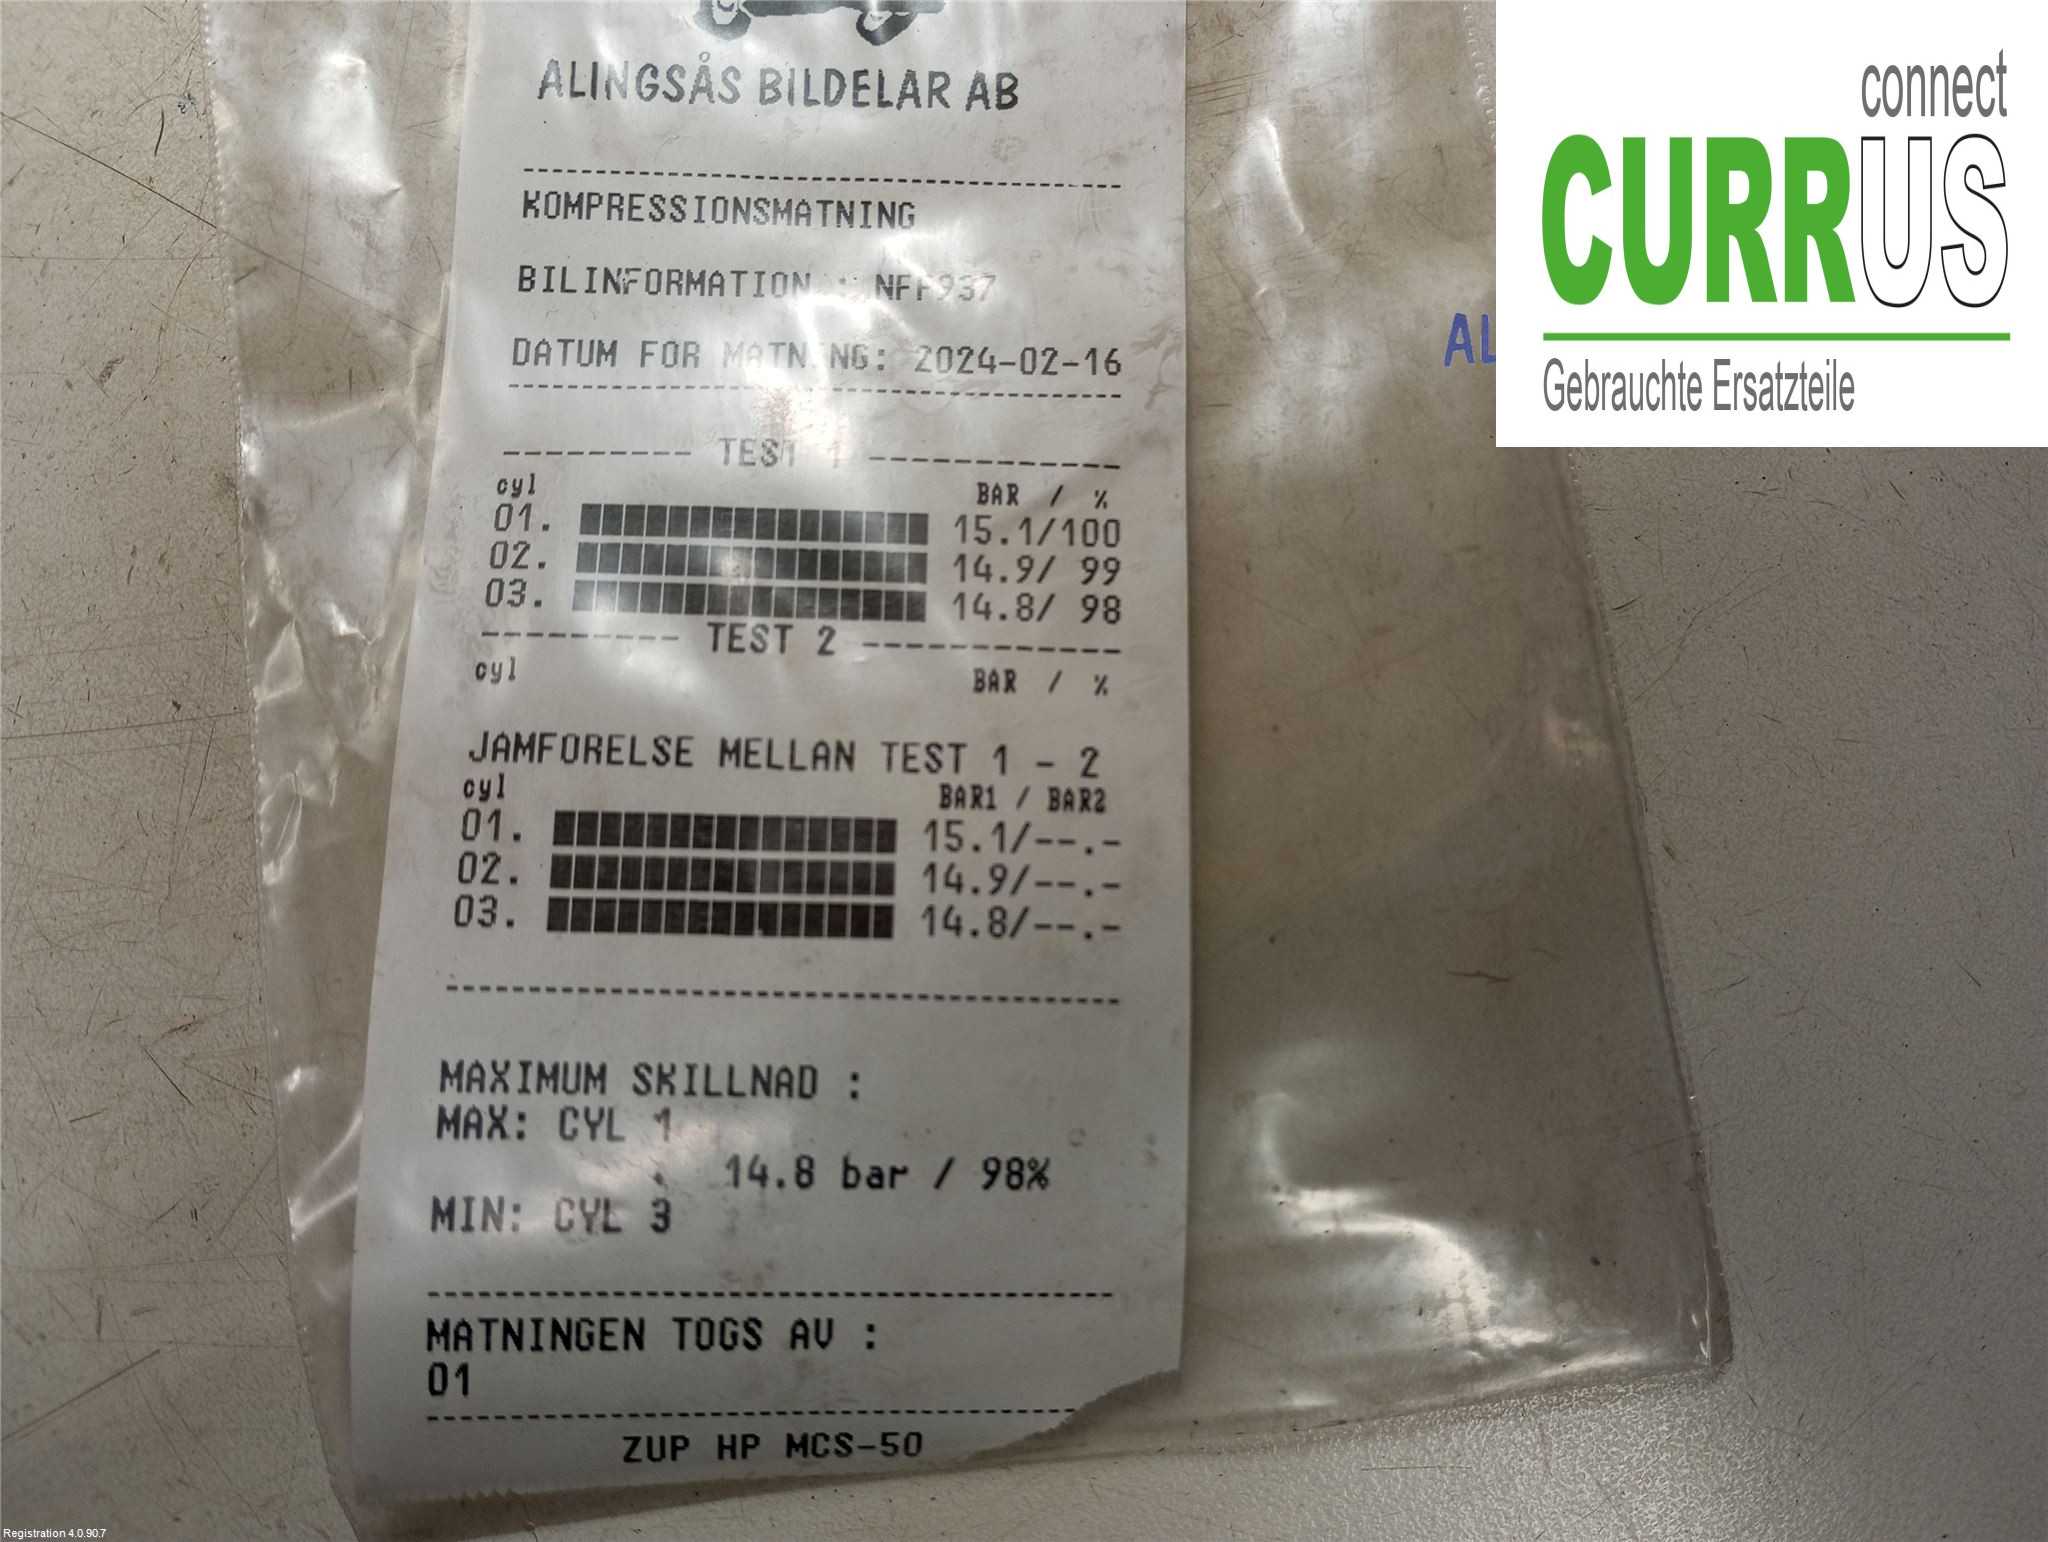 ALINGSÅS BILDELAR AB
KOMPRESSIONSMATNING
BILINFORMATION : NFF937
DATUM FOR MATNING: 2024-02-16
--------- TEST 1 ------------
cyl BAR / %
01. 15.1/100
02. 14.9/ 99
03. 14.8/ 98
--------- TEST 2 ------------
cyl BAR / %
JAMFORELSE MELLAN TEST 1 - 2
cyl BAR1 / BAR2
01. 15.1/--.-
02. 14.9/--.-
03. 14.8/--.-
MAXIMUM SKILLNAD :
MAX: CYL 1
14.8 bar / 98%
MIN: CYL 3
MATNINGEN TOGS AV :
01
ZUP HP MCS-50
AL
connect
CURRUS
Gebrauchte Ersatzteile
Registration 4.0.90.7